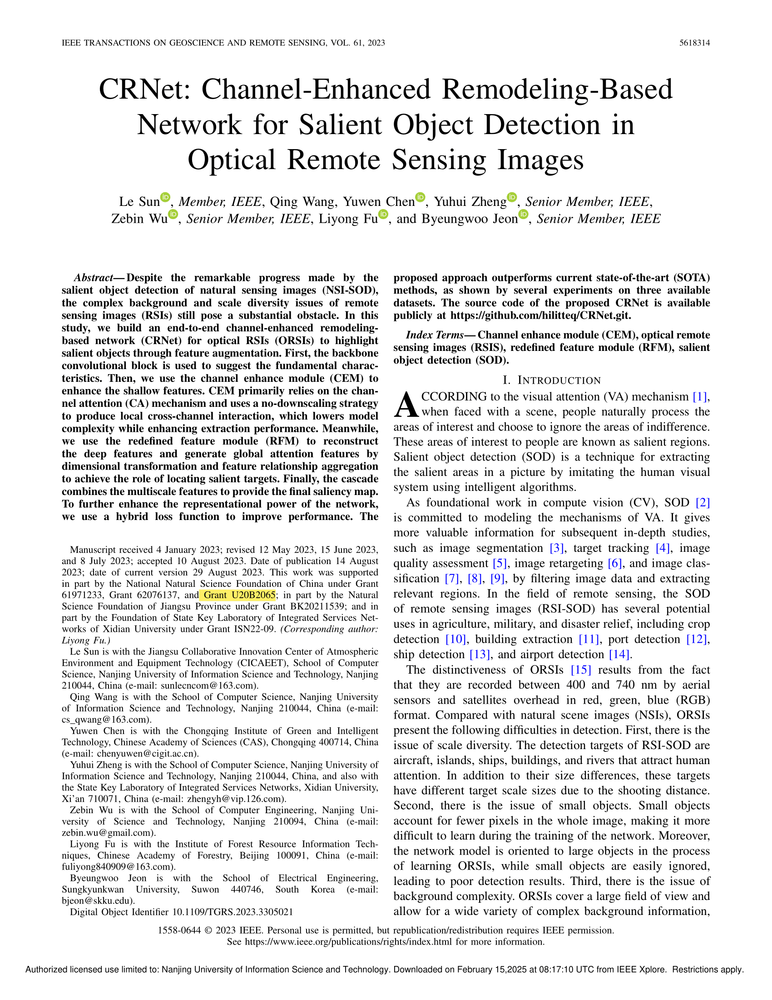 IEEE TRANSACTIONS ON GEOSCIENCE AND REMOTE SENSING, VOL. 61, 2023
5618314
CRNet: Channel-Enhanced Remodeling-Based
Network for Salient Object Detection in
Optical Remote Sensing Images
Le Sun, Member, IEEE, Qing Wang, Yuwen Chen, Yuhui Zheng, Senior Member, IEEE,
Zebin Wu, Senior Member, IEEE, Liyong Fu, and Byeungwoo Jeon, Senior Member, IEEE
Abstract—Despite the remarkable progress made by the
salient object detection of natural sensing images (NSI-SOD),
the complex background and scale diversity issues of remote
sensing images (RSIs) still pose a substantial obstacle. In this
study, we build an end-to-end channel-enhanced remodeling-
based network (CRNet) for optical RSIs (ORSIs) to highlight
salient objects through feature augmentation. First, the backbone
convolutional block is used to suggest the fundamental charac-
teristics. Then, we use the channel enhance module (CEM) to
enhance the shallow features. CEM primarily relies on the chan-
nel attention (CA) mechanism and uses a no-downscaling strategy
to produce local cross-channel interaction, which lowers model
complexity while enhancing extraction performance. Meanwhile,
we use the redefined feature module (RFM) to reconstruct
the deep features and generate global attention features by
dimensional transformation and feature relationship aggregation
to achieve the role of locating salient targets. Finally, the cascade
combines the multiscale features to provide the final saliency map.
To further enhance the representational power of the network,
we use a hybrid loss function to improve performance. The
Manuscript received 4 January 2023; revised 12 May 2023, 15 June 2023,
and 8 July 2023; accepted 10 August 2023. Date of publication 14 August
2023; date of current version 29 August 2023. This work was supported
in part by the National Natural Science Foundation of China under Grant
61971233, Grant 62076137, and Grant U20B2065; in part by the Natural
Science Foundation of Jiangsu Province under Grant BK20211539; and in
part by the Foundation of State Key Laboratory of Integrated Services Net-
works of Xidian University under Grant ISN22-09. (Corresponding author:
Liyong Fu.)
Le Sun is with the Jiangsu Collaborative Innovation Center of Atmospheric
Environment and Equipment Technology (CICAEET), School of Computer
Science, Nanjing University of Information Science and Technology, Nanjing
210044, China (e-mail: sunlecncom@163.com).
Qing Wang is with the School of Computer Science, Nanjing University
of Information Science and Technology, Nanjing 210044, China (e-mail:
cs_qwang@163.com).
Yuwen Chen is with the Chongqing Institute of Green and Intelligent
Technology, Chinese Academy of Sciences (CAS), Chongqing 400714, China
(e-mail: chenyuwen@cigit.ac.cn).
Yuhui Zheng is with the School of Computer Science, Nanjing University of
Information Science and Technology, Nanjing 210044, China, and also with
the State Key Laboratory of Integrated Services Networks, Xidian University,
Xi'an 710071, China (e-mail: zhengyh@vip.126.com).
Zebin Wu is with the School of Computer Engineering, Nanjing Uni-
versity of Science and Technology, Nanjing 210094, China (e-mail:
zebin.wu@gmail.com).
Liyong Fu is with the Institute of Forest Resource Information Tech-
niques, Chinese Academy of Forestry, Beijing 100091, China (e-mail:
fuliyong840909@163.com).
Byeungwoo Jeon is with the School of Electrical Engineering,
Sungkyunkwan University, Suwon 440746, South Korea (e-mail:
bjeon@skku.edu).
Digital Object Identifier 10.1109/TGRS.2023.3305021
proposed approach outperforms current state-of-the-art (SOTA)
methods, as shown by several experiments on three available
datasets. The source code of the proposed CRNet is available
publicly at https://github.com/hilitteq/CRNet.git.
Index Terms—Channel enhance module (CEM), optical remote
sensing images (RSIS), redefined feature module (RFM), salient
object detection (SOD).
I. INTRODUCTION
ACCORDING to the visual attention (VA) mechanism [1],
when faced with a scene, people naturally process the
areas of interest and choose to ignore the areas of indifference.
These areas of interest to people are known as salient regions.
Salient object detection (SOD) is a technique for extracting
the salient areas in a picture by imitating the human visual
system using intelligent algorithms.
As foundational work in compute vision (CV), SOD [2]
is committed to modeling the mechanisms of VA. It gives
more valuable information for subsequent in-depth studies,
such as image segmentation [3], target tracking [4], image
quality assessment [5], image retargeting [6], and image clas-
sification [7], [8], [9], by filtering image data and extracting
relevant regions. In the field of remote sensing, the SOD
of remote sensing images (RSI-SOD) has several potential
uses in agriculture, military, and disaster relief, including crop
detection [10], building extraction [11], port detection [12],
ship detection [13], and airport detection [14].
The distinctiveness of ORSIs [15] results from the fact
that they are recorded between 400 and 740 nm by aerial
sensors and satellites overhead in red, green, blue (RGB)
format. Compared with natural scene images (NSIs), ORSIs
present the following difficulties in detection. First, there is the
issue of scale diversity. The detection targets of RSI-SOD are
aircraft, islands, ships, buildings, and rivers that attract human
attention. In addition to their size differences, these targets
have different target scale sizes due to the shooting distance.
Second, there is the issue of small objects. Small objects
account for fewer pixels in the whole image, making it more
difficult to learn during the training of the network. Moreover,
the network model is oriented to large objects in the process
of learning ORSIs, while small objects are easily ignored,
leading to poor detection results. Third, there is the issue of
background complexity. ORSIs cover a large field of view and
allow for a wide variety of complex background information,
1558-0644 © 2023 IEEE. Personal use is permitted, but republication/redistribution requires IEEE permission.
See https://www.ieee.org/publications/rights/index.html for more information.
Authorized licensed use limited to: Nanjing University of Information Science and Technology. Downloaded on February 15,2025 at 08:17:10 UTC from IEEE Xplore. Restrictions apply.